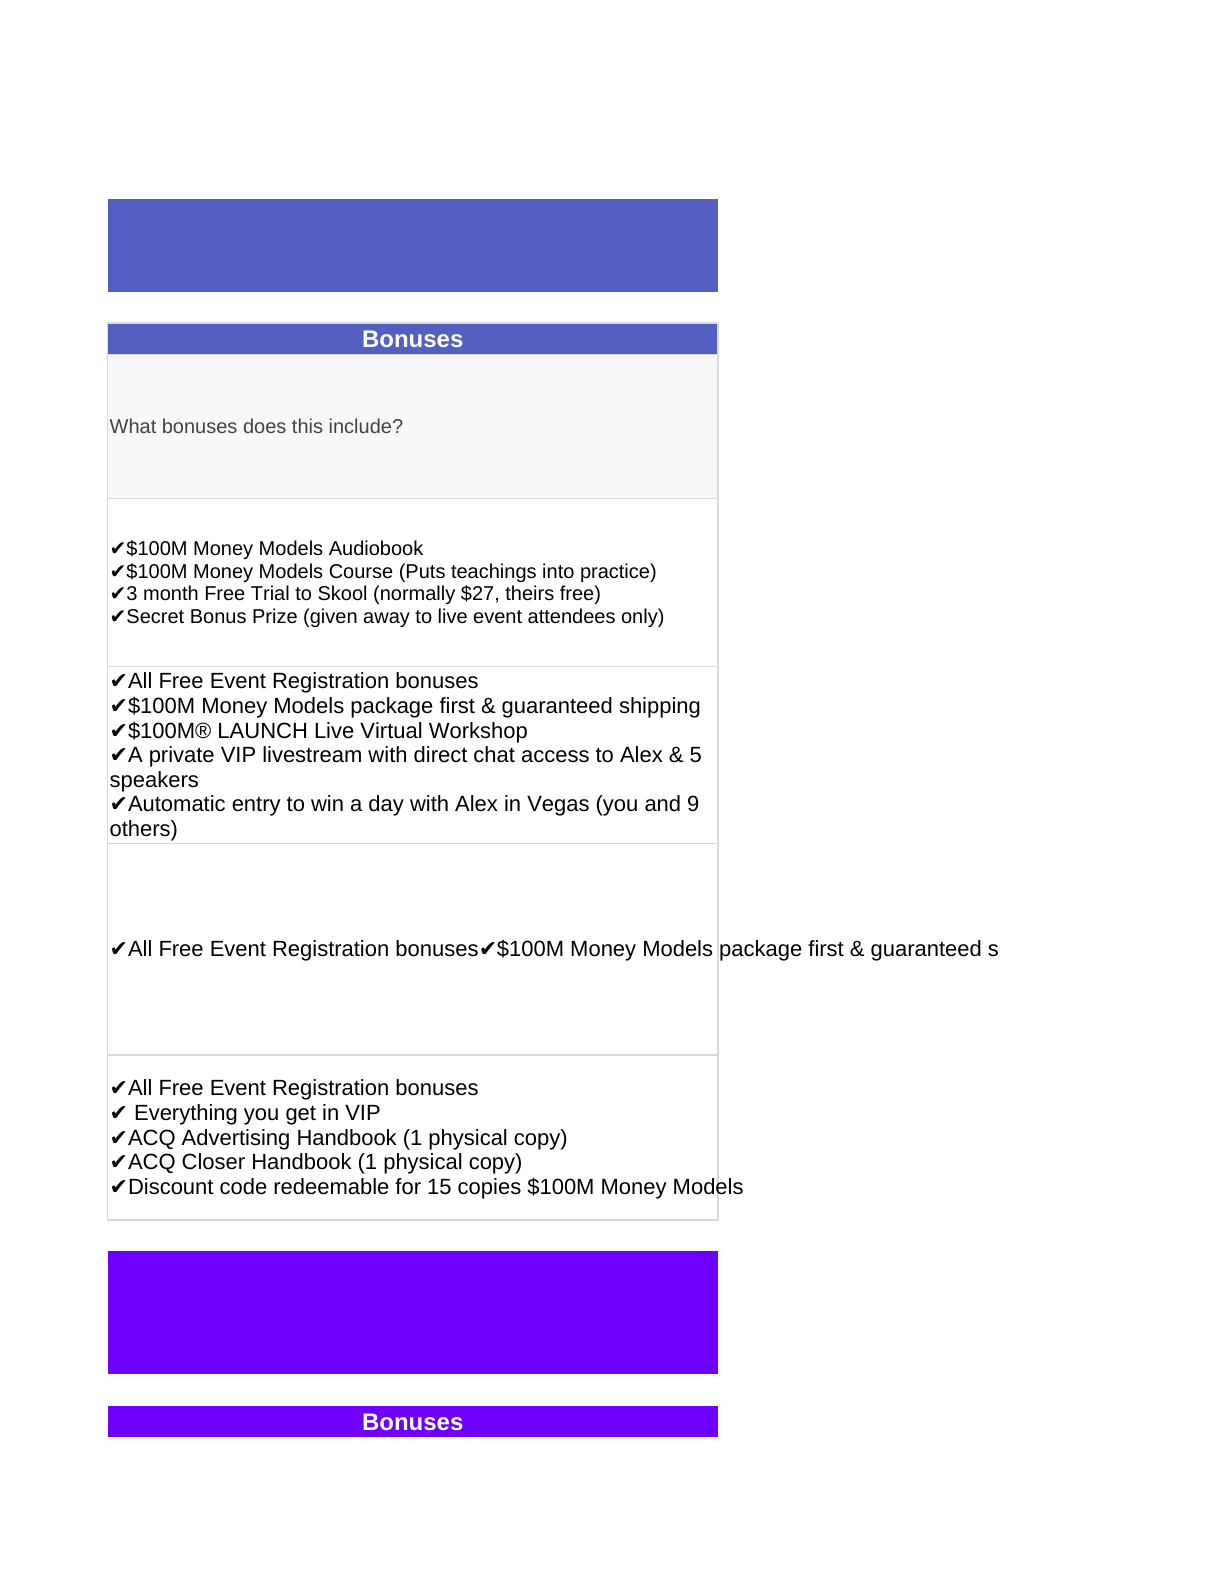 Bonuses
What bonuses does this include?
✔$100M Money Models Audiobook
✔$100M Money Models Course (Puts teachings into practice)
✔3 month Free Trial to Skool (normally $27, theirs free)
✔Secret Bonus Prize (given away to live event attendees only)
✔All Free Event Registration bonuses
✔$100M Money Models package first & guaranteed shipping
✔$100M® LAUNCH Live Virtual Workshop
✔A private VIP livestream with direct chat access to Alex & 5
speakers
✔Automatic entry to win a day with Alex in Vegas (you and 9
others)
✔All Free Event Registration bonuses✔$100M Money Models package first & guaranteed s
✔All Free Event Registration bonuses
✔ Everything you get in VIP
✔ACQ Advertising Handbook (1 physical copy)
✔ACQ Closer Handbook (1 physical copy)
✔Discount code redeemable for 15 copies $100M Money Models
Bonuses